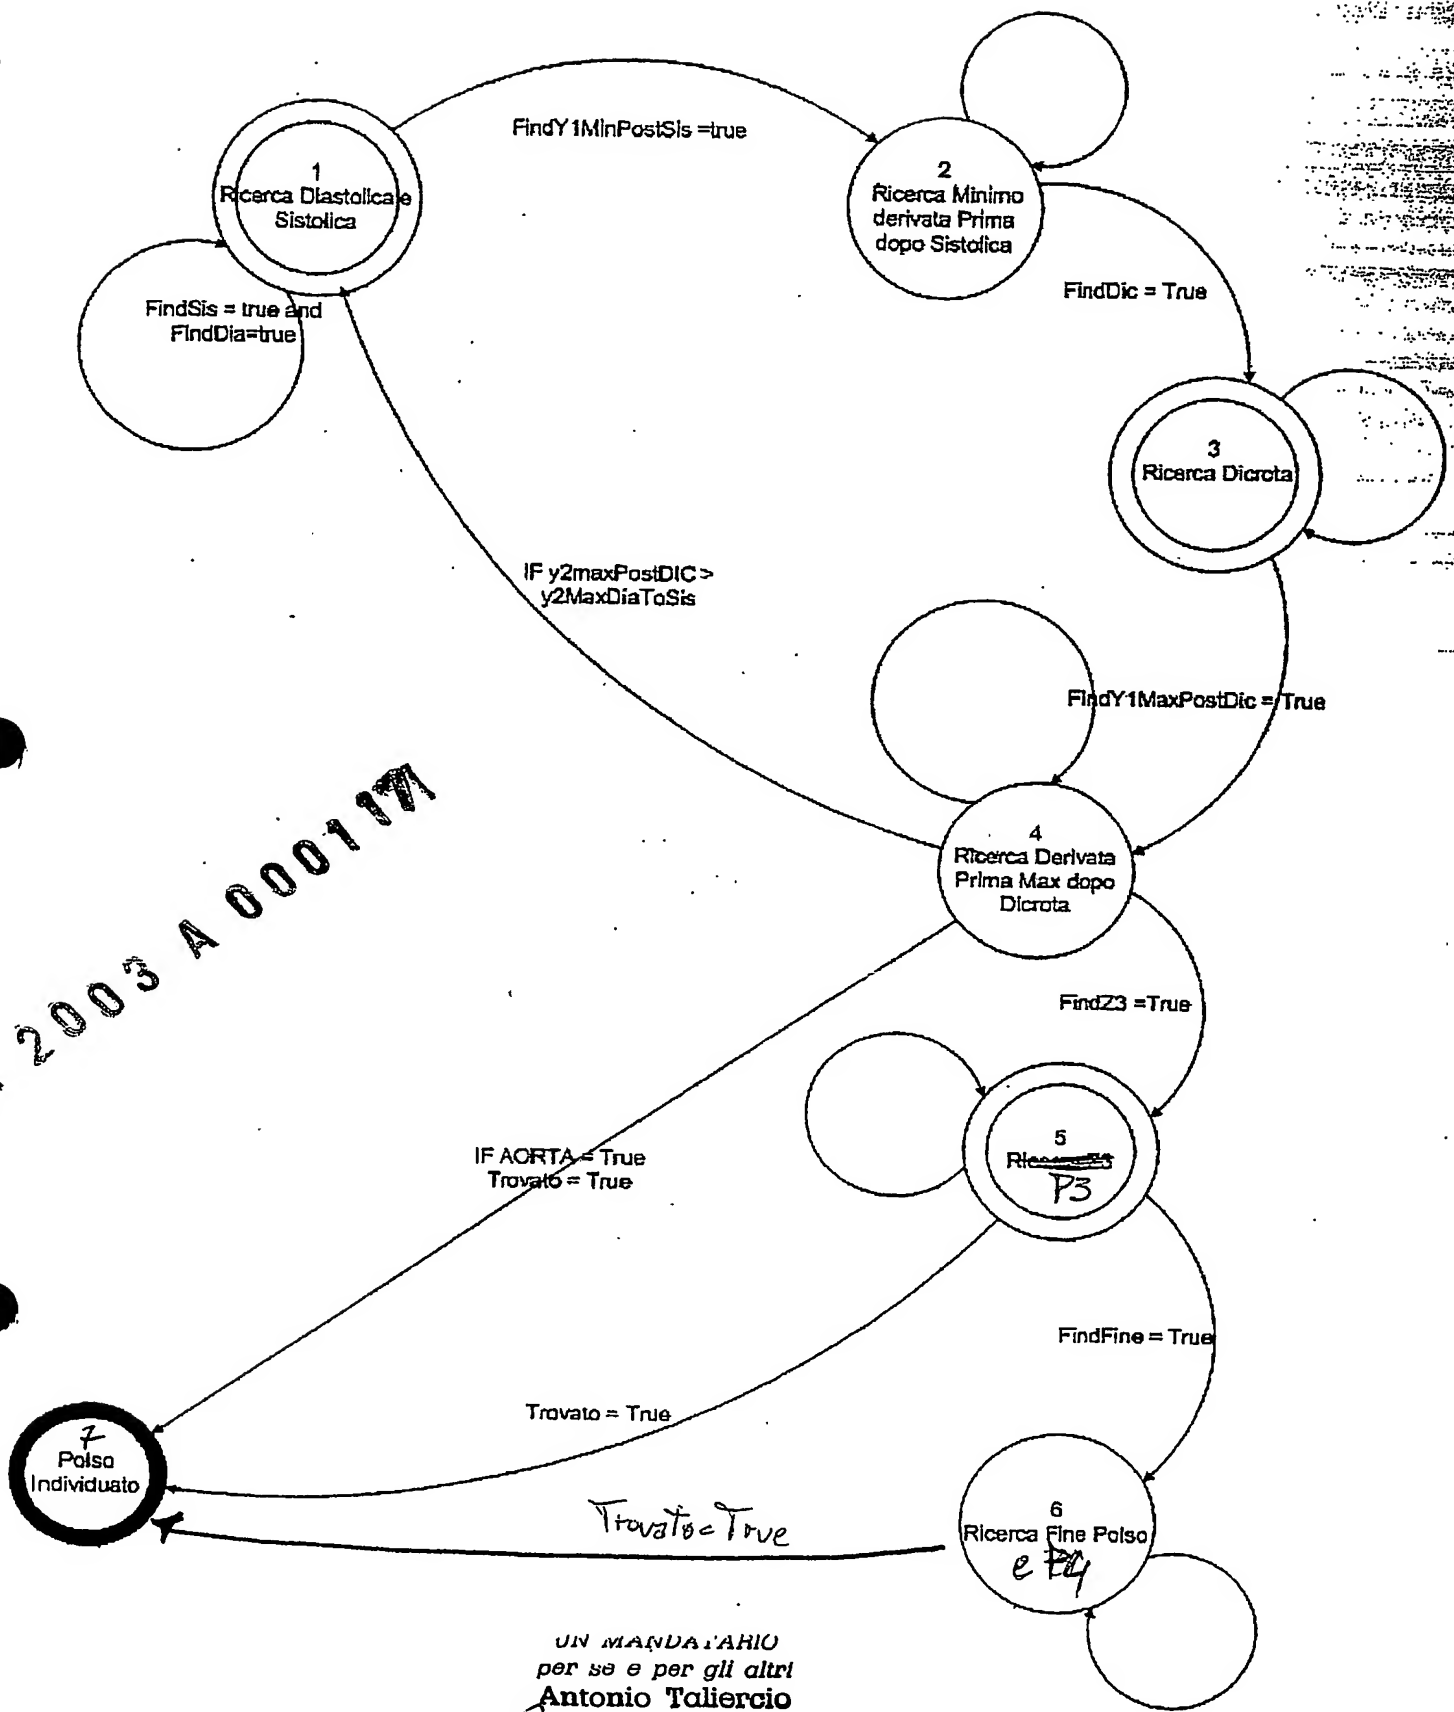 FindY1MinPostSis =true
1
Ricerca Diastolica e
Sistolica
2
Ricerca Minimo
derivata Prima
dopo Sistolica
FindSis = true and
FindDia=true
FindDic = True
3
Ricerca Dicrota
IF y2maxPostDIC >
y2MaxDiaToSis
FindY1MaxPostDic = True
4
Ricerca Derivata
Prima Max dopo
Dicrota
2003 A 000117
FindZ3 =True
5
P3
IF AORTA = True
Trovato = True
FindFine = True
Trovato = True
7
Polso
Individuato
Trovato = True
6
Ricerca Fine Polso
e P4
UN MANDATARIO
per se e per gli altri
Antonio Taliercio